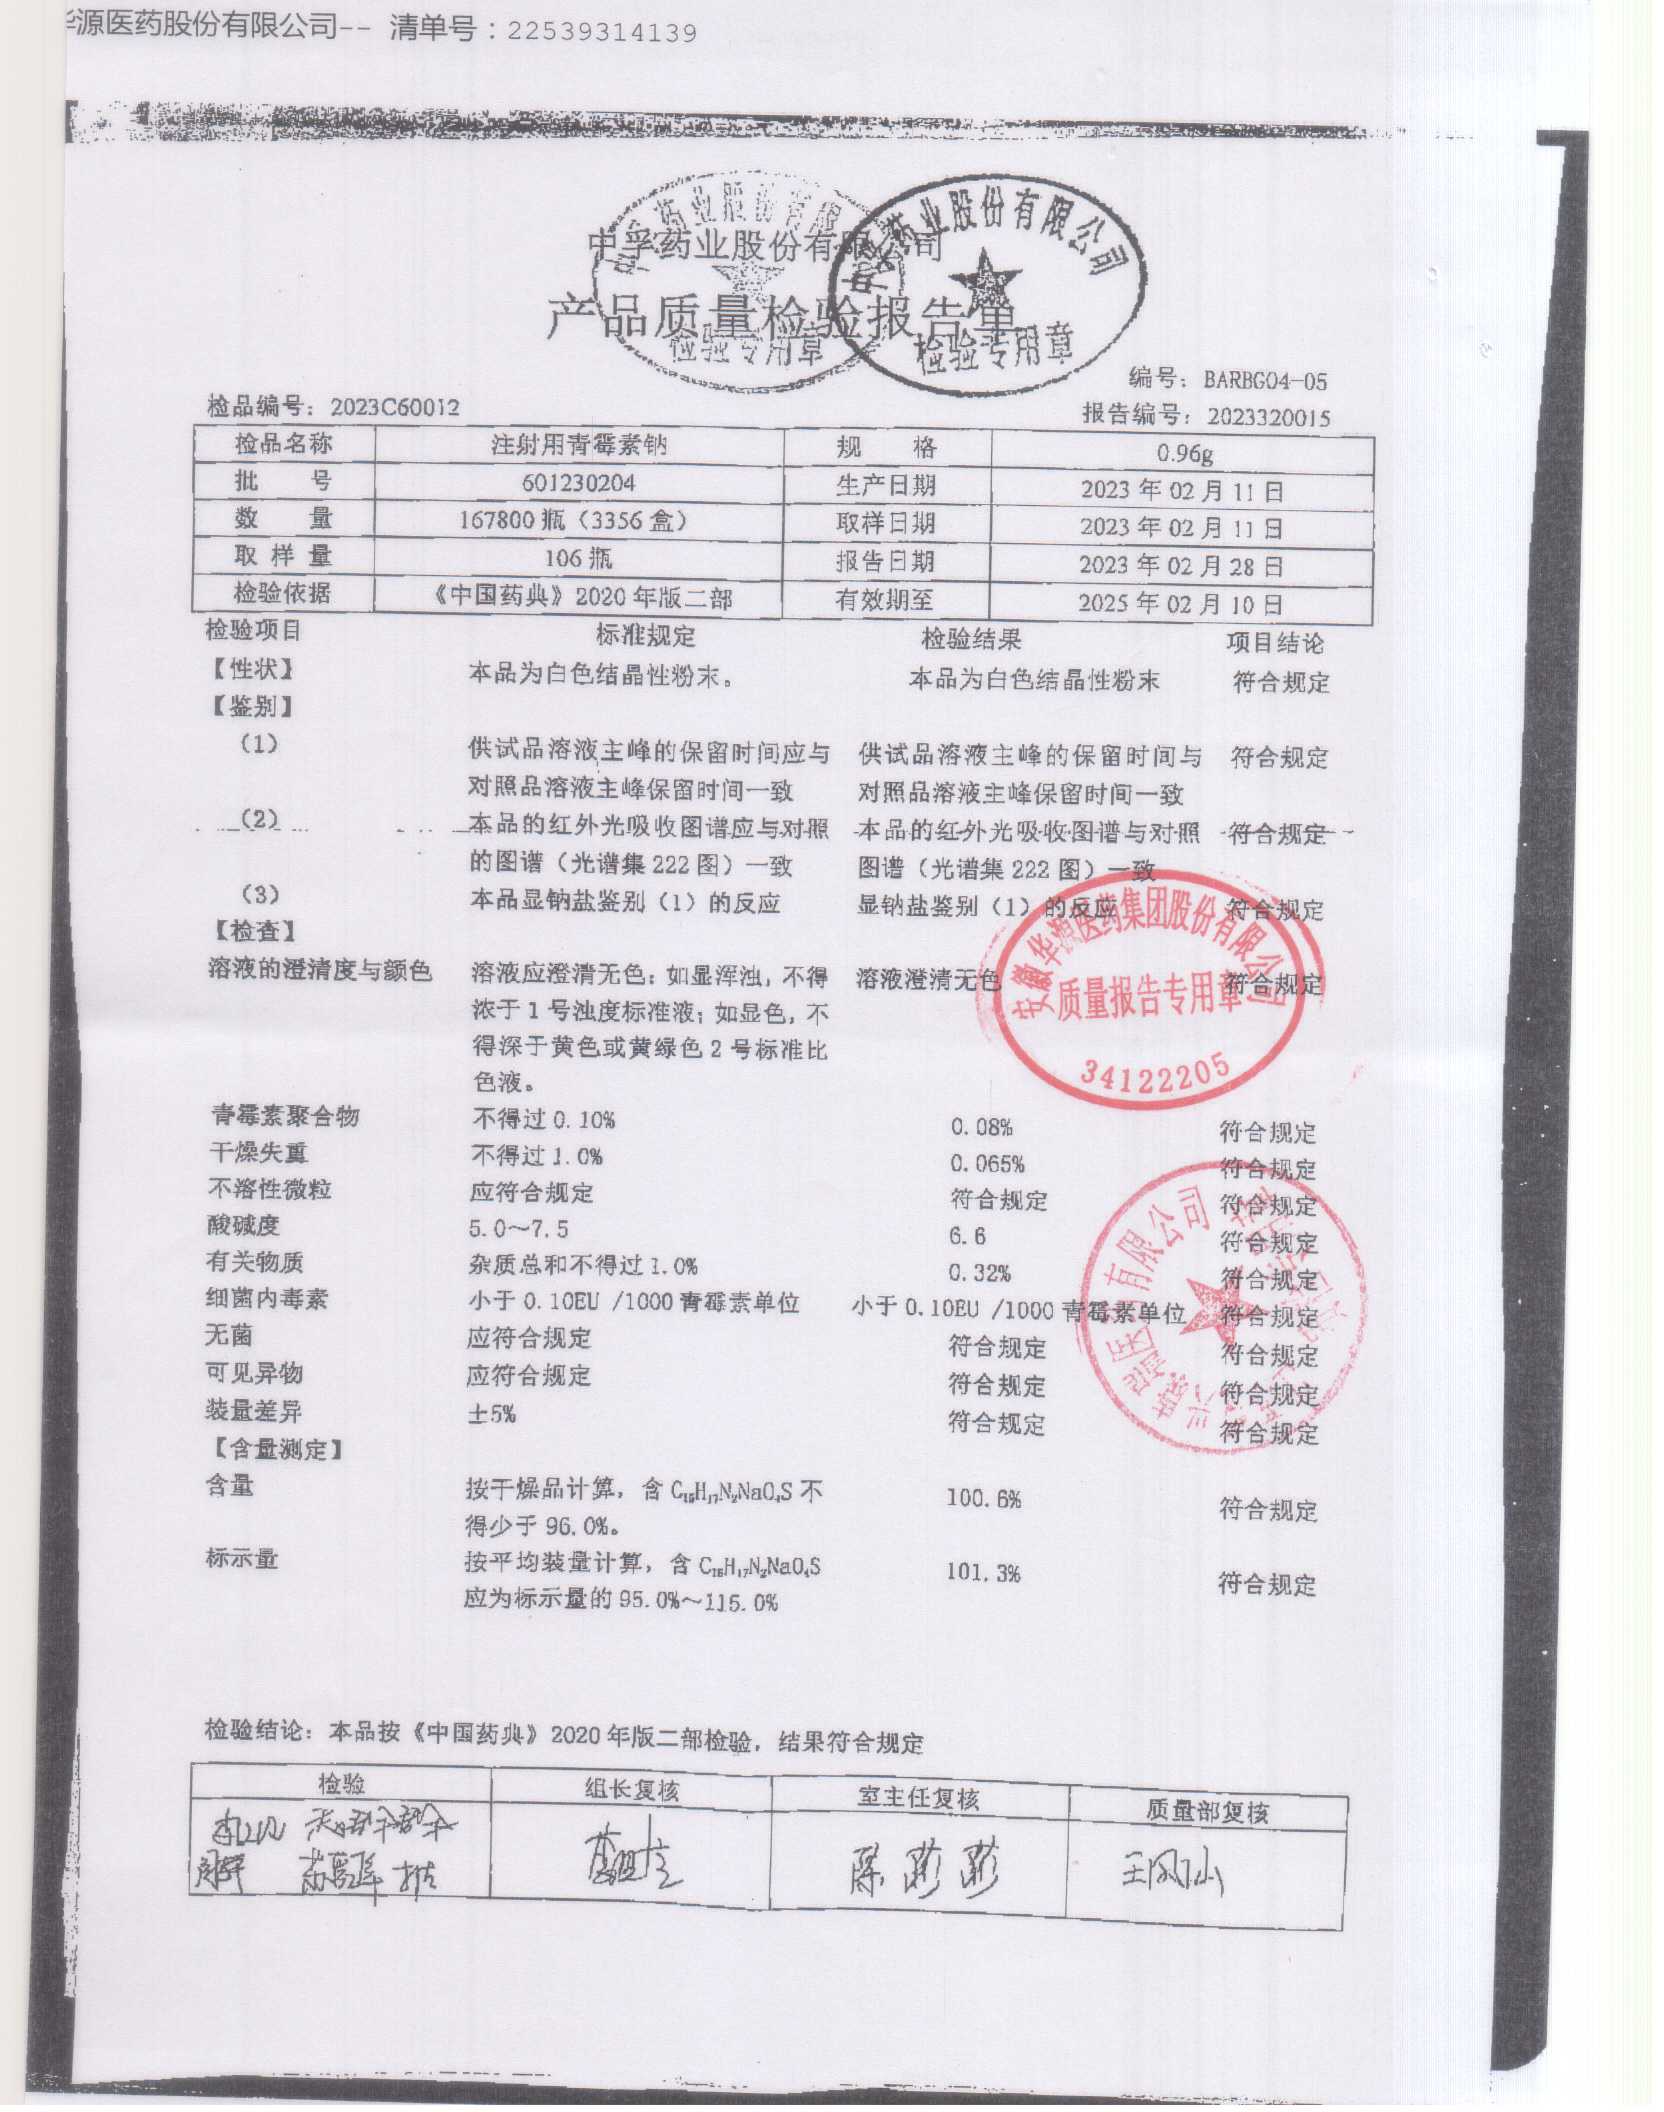 华源医药股份有限公司-- 清单号：22539314139
中孚药业股份有限公司
产品质量检验报告单
药业股份有限公司
检验专用章
检验专用章
编号：BARBG04-05
检品编号：2023C60012 报告编号：2023320015
检品名称 注射用青霉素钠 规 格 0.96g
批 号 601230204 生产日期 2023年02月11日
数 量 167800瓶（3356盒） 取样日期 2023年02月11日
取 样 量 106瓶 报告日期 2023年02月28日
检验依据 《中国药典》2020年版二部 有效期至 2025年02月10日
检验项目 标准规定 检验结果 项目结论
【性状】 本品为白色结晶性粉末。 本品为白色结晶性粉末 符合规定
【鉴别】
（1） 供试品溶液主峰的保留时间应与 供试品溶液主峰的保留时间与 符合规定
对照品溶液主峰保留时间一致 对照品溶液主峰保留时间一致
（2） 本品的红外光吸收图谱应与对照 本品的红外光吸收图谱与对照 符合规定
的图谱（光谱集222图）一致 图谱（光谱集222图）一致
（3） 本品显钠盐鉴别（1）的反应 显钠盐鉴别（1）的反应 符合规定
【检查】
溶液的澄清度与颜色 溶液应澄清无色；如显浑浊，不得 溶液澄清无色 符合规定
浓于1号浊度标准液；如显色，不
得深于黄色或黄绿色2号标准比
色液。
安徽华源医药集团股份有限公司
质量报告专用章
34122205
青霉素聚合物 不得过0.10% 0.08% 符合规定
干燥失重 不得过1.0% 0.065% 符合规定
不溶性微粒 应符合规定 符合规定 符合规定
酸碱度 5.0～7.5 6.6 符合规定
有关物质 杂质总和不得过1.0% 0.32% 符合规定
细菌内毒素 小于0.10EU /1000青霉素单位 小于0.10EU /1000青霉素单位 符合规定
无菌 应符合规定 符合规定 符合规定
可见异物 应符合规定 符合规定 符合规定
装量差异 ±5% 符合规定 符合规定
有限公司
【含量测定】
含量 按干燥品计算，含C₁₆H₁₇N₂NaO₄S不 100.6% 符合规定
得少于96.0%。
标示量 按平均装量计算，含C₁₆H₁₇N₂NaO₄S 101.3% 符合规定
应为标示量的95.0%～115.0%
检验结论：本品按《中国药典》2020年版二部检验，结果符合规定
检验 组长复核 室主任复核 质量部复核
陈彭彭